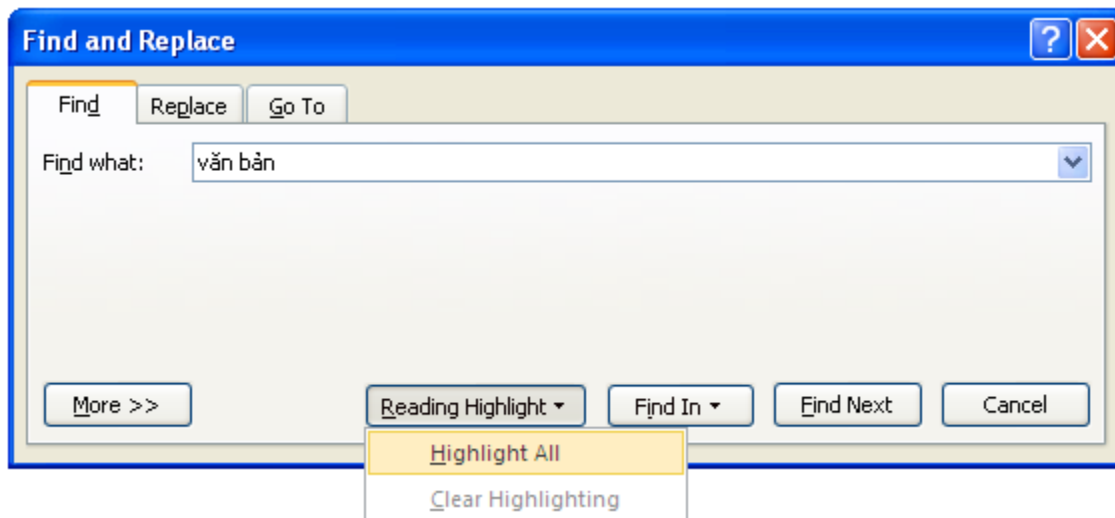 Find and Replace
Find Replace Go To
Find what: văn bản
More >> Reading Highlight Find In Find Next Cancel
Highlight All
Clear Highlighting